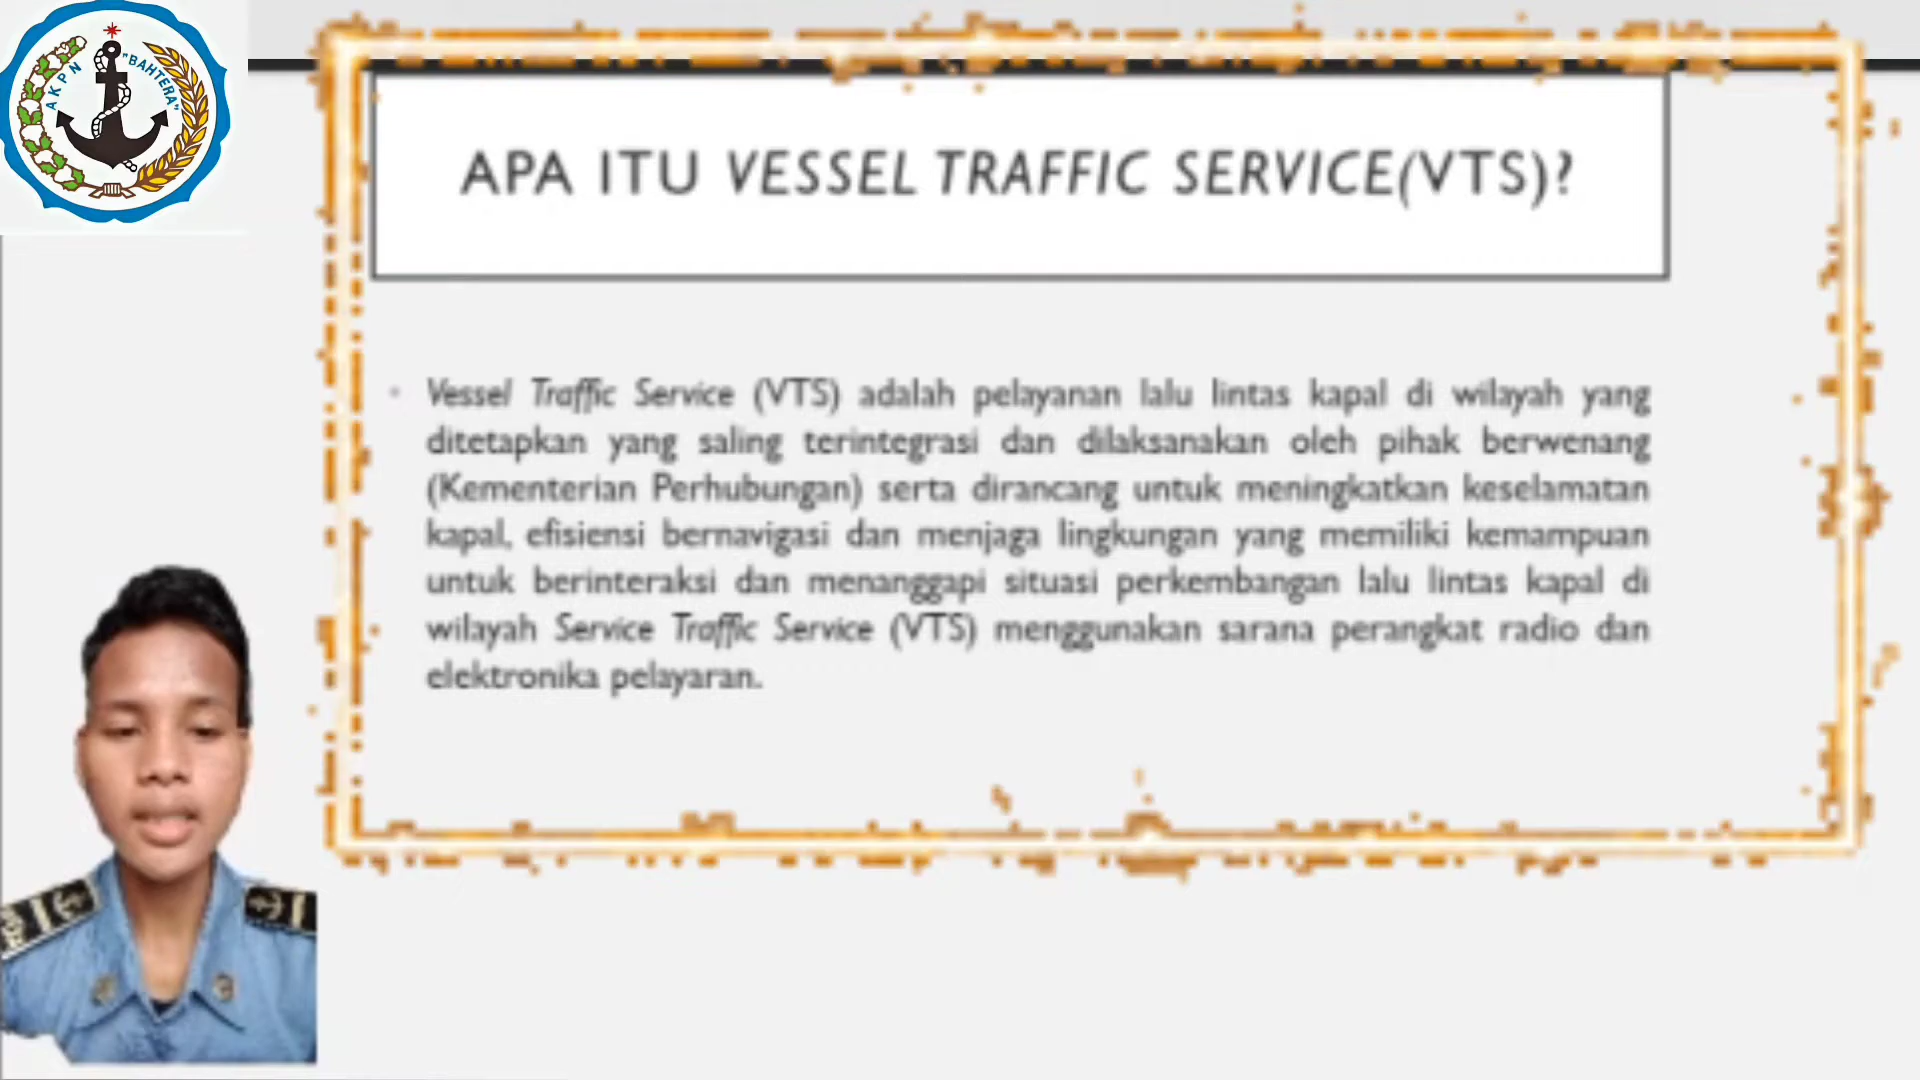 AKPN "BAHTERA"
APA ITU VESSEL TRAFFIC SERVICE(VTS)?
• Vessel Traffic Service (VTS) adalah pelayanan lalu lintas kapal di wilayah yang
ditetapkan yang saling terintegrasi dan dilaksanakan oleh pihak berwenang
(Kementerian Perhubungan) serta dirancang untuk meningkatkan keselamatan
kapal, efisiensi bernavigasi dan menjaga lingkungan yang memiliki kemampuan
untuk berinteraksi dan menanggapi situasi perkembangan lalu lintas kapal di
wilayah Service Traffic Service (VTS) menggunakan sarana perangkat radio dan
elektronika pelayaran.